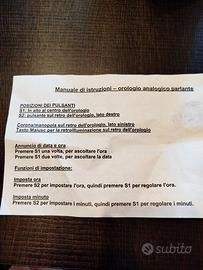 Manuale di istruzioni – orologio analogico parlante
POSIZIONI DEI PULSANTI
S1: In alto al centro dell'orologio
S2: pulsante sul retro dell'orologio, lato destro
Corona/manopola sul retro dell'orologio, lato sinistro
Tasto Maiusc per la retroilluminazione sul retro dell'orologio
Annuncio di data e ora
Premere S1 una volta, per ascoltare l'ora
Premere S1 due volte, per ascoltare la data
Funzioni di impostazione:
Imposta ora
Premere S2 per impostare l'ora, quindi premere S1 per regolare l'ora.
Imposta minuto
Premere S2 per impostare i minuti, quindi premere S1 per regolare i minuti.
subito